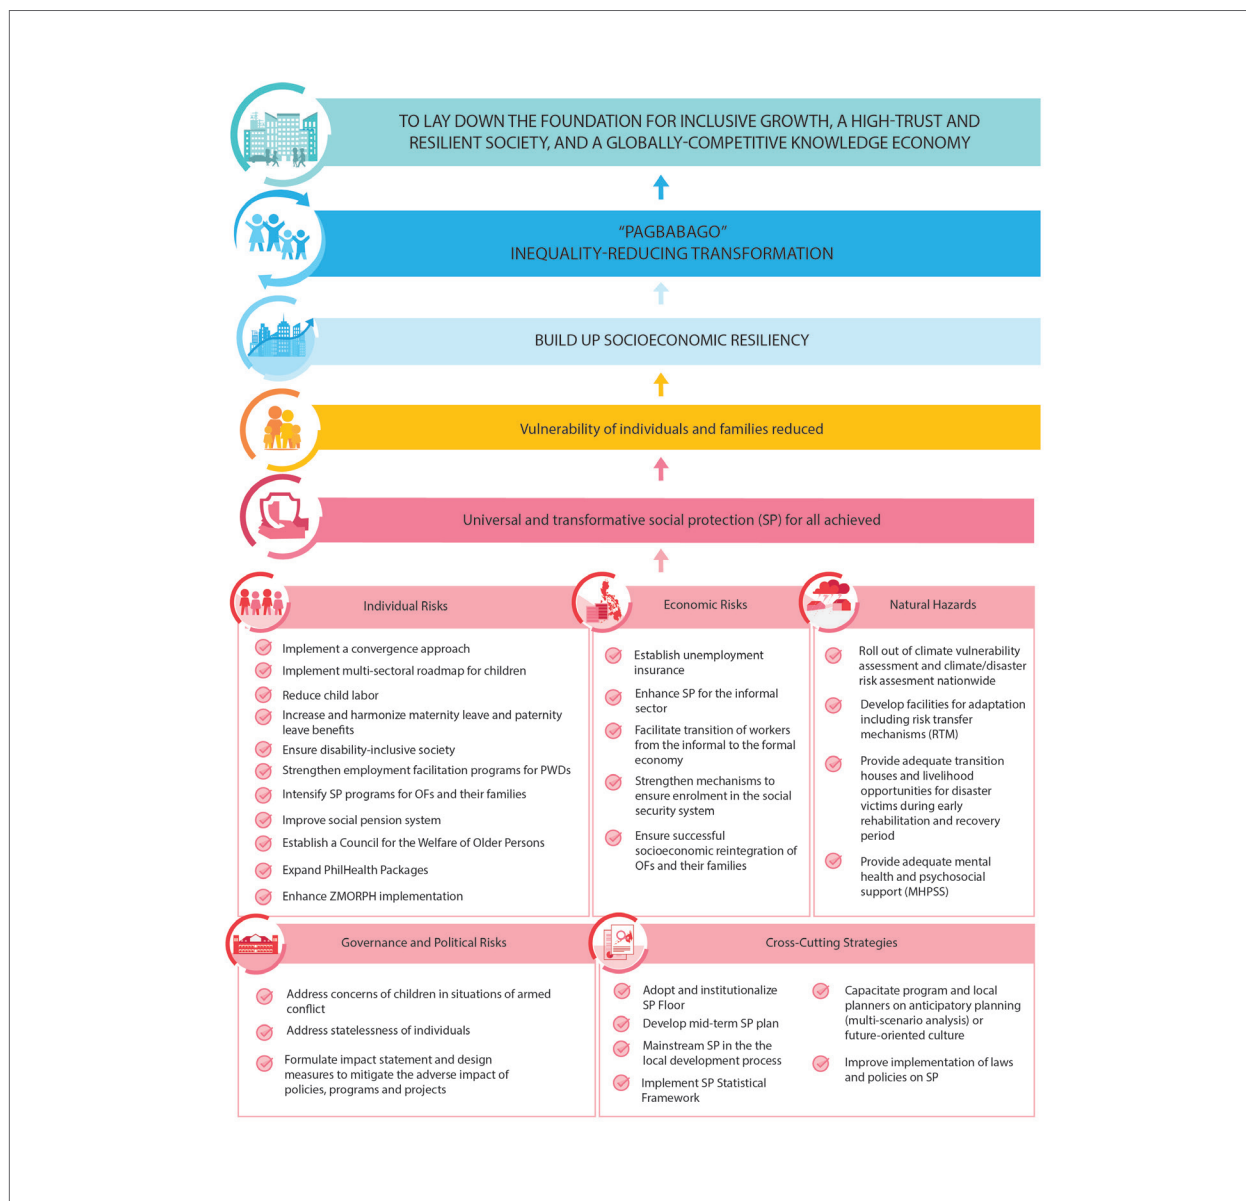 TO LAY DOWN THE FOUNDATION FOR INCLUSIVE GROWTH, A HIGH-TRUST AND
RESILIENT SOCIETY, AND A GLOBALLY-COMPETITIVE KNOWLEDGE ECONOMY
“PAGBABAGO”
INEQUALITY-REDUCING TRANSFORMATION
BUILD UP SOCIOECONOMIC RESILIENCY
Vulnerability of individuals and families reduced
Universal and transformative social protection (SP) for all achieved
Individual Risks
Implement a convergence approach
Implement multi-sectoral roadmap for children
Reduce child labor
Increase and harmonize maternity leave and paternity
leave benefits
Ensure disability-inclusive society
Strengthen employment facilitation programs for PWDs
Intensify SP programs for OFs and their families
Improve social pension system
Establish a Council for the Welfare of Older Persons
Expand PhilHealth Packages
Enhance ZMORPH implementation
Economic Risks
Establish unemployment
insurance
Enhance SP for the informal
sector
Facilitate transition of workers
from the informal to the formal
economy
Strengthen mechanisms to
ensure enrolment in the social
security system
Ensure successful
socioeconomic reintegration of
OFs and their families
Natural Hazards
Roll out of climate vulnerability
assessment and climate/disaster
risk assesment nationwide
Develop facilities for adaptation
including risk transfer
mechanisms (RTM)
Provide adequate transition
houses and livelihood
opportunities for disaster
victims during early
rehabilitation and recovery
period
Provide adequate mental
health and psychosocial
support (MHPSS)
Governance and Political Risks
Address concerns of children in situations of armed
conflict
Address statelessness of individuals
Formulate impact statement and design
measures to mitigate the adverse impact of
policies, programs and projects
Cross-Cutting Strategies
Adopt and institutionalize
SP Floor
Develop mid-term SP plan
Mainstream SP in the the
local development process
Implement SP Statistical
Framework
Capacitate program and local
planners on anticipatory planning
(multi-scenario analysis) or
future-oriented culture
Improve implementation of laws
and policies on SP